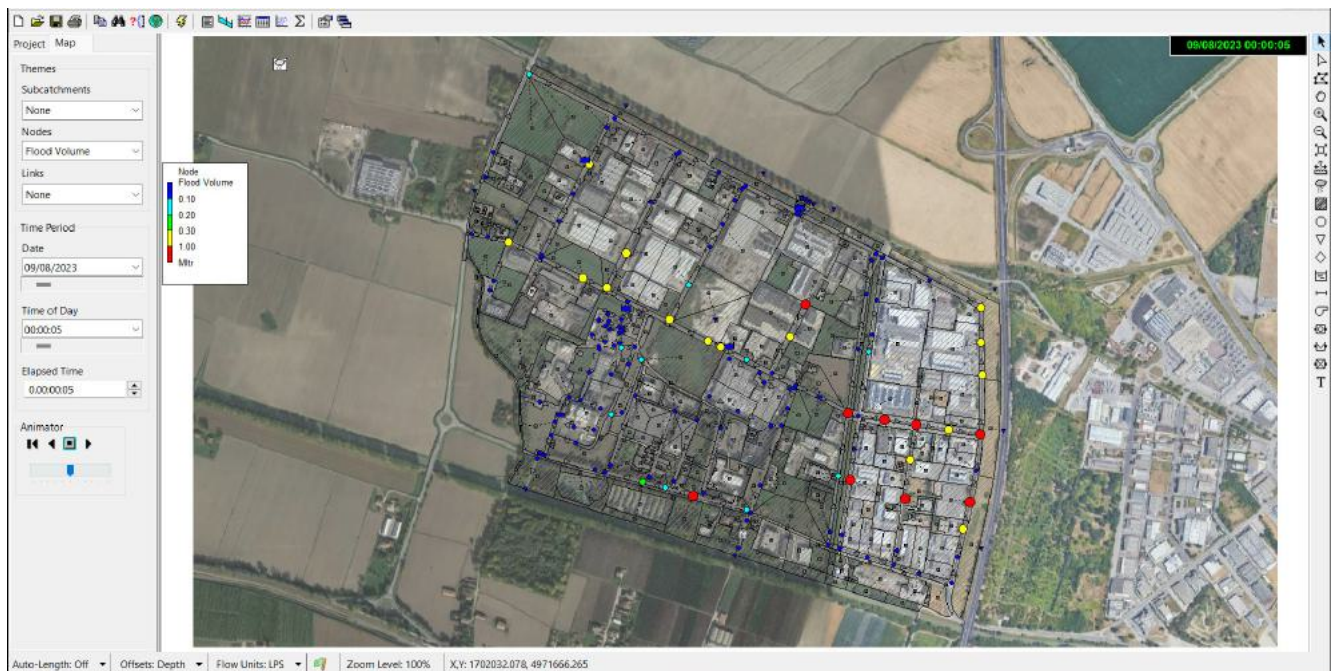 Project Map
09/08/2023 00:00:05
Themes
Subcatchments
None
Nodes
Flood Volume
Links
None
Time Period
Date
09/08/2023
Time of Day
00:00:05
Elapsed Time
0.00:00:05
Animator
Node
Flood Volume
0.10
0.20
0.30
1.00
Mltr
T
Auto-Length: Off Offsets: Depth Flow Units: LPS Zoom Level: 100% X,Y: 1702032.078, 4971666.265